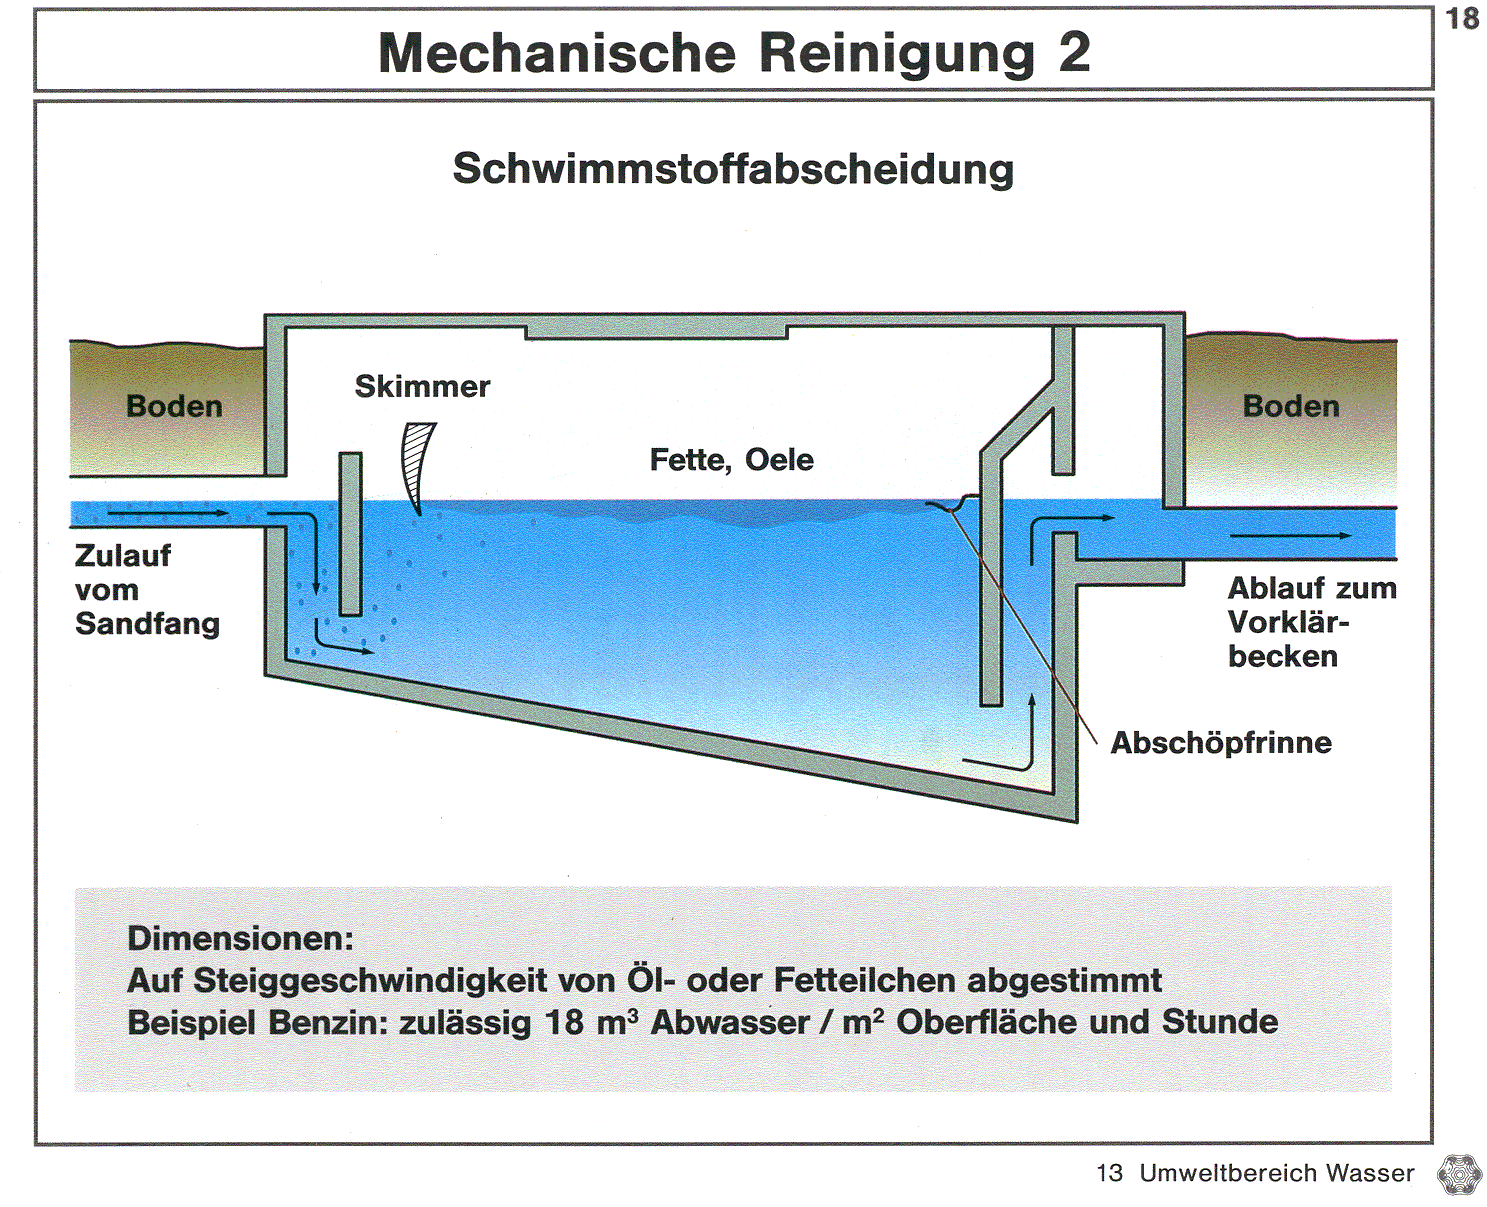 18
Mechanische Reinigung 2
Schwimmstoffabscheidung
Boden
Skimmer
Boden
Fette, Oele
Zulauf
vom
Sandfang
Ablauf zum
Vorklär-
becken
Abschöpfrinne
Dimensionen:
Auf Steiggeschwindigkeit von Öl- oder Fetteilchen abgestimmt
Beispiel Benzin: zulässig 18 m³ Abwasser / m² Oberfläche und Stunde
13 Umweltbereich Wasser